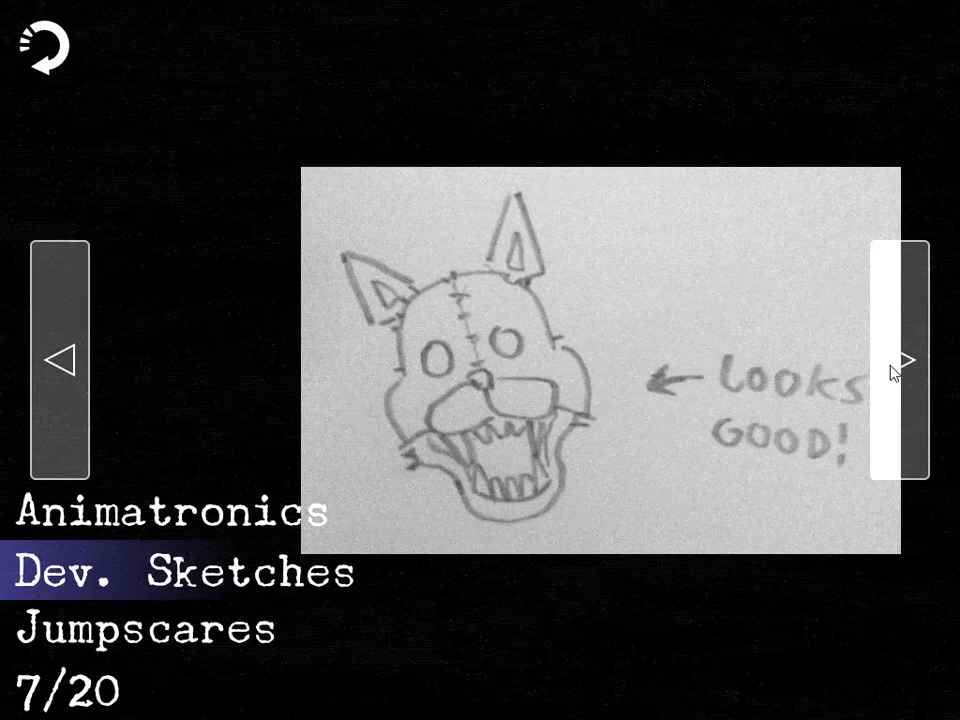 LOOKS
GOOD!
Animatronics
Dev. Sketches
Jumpscares
7/20